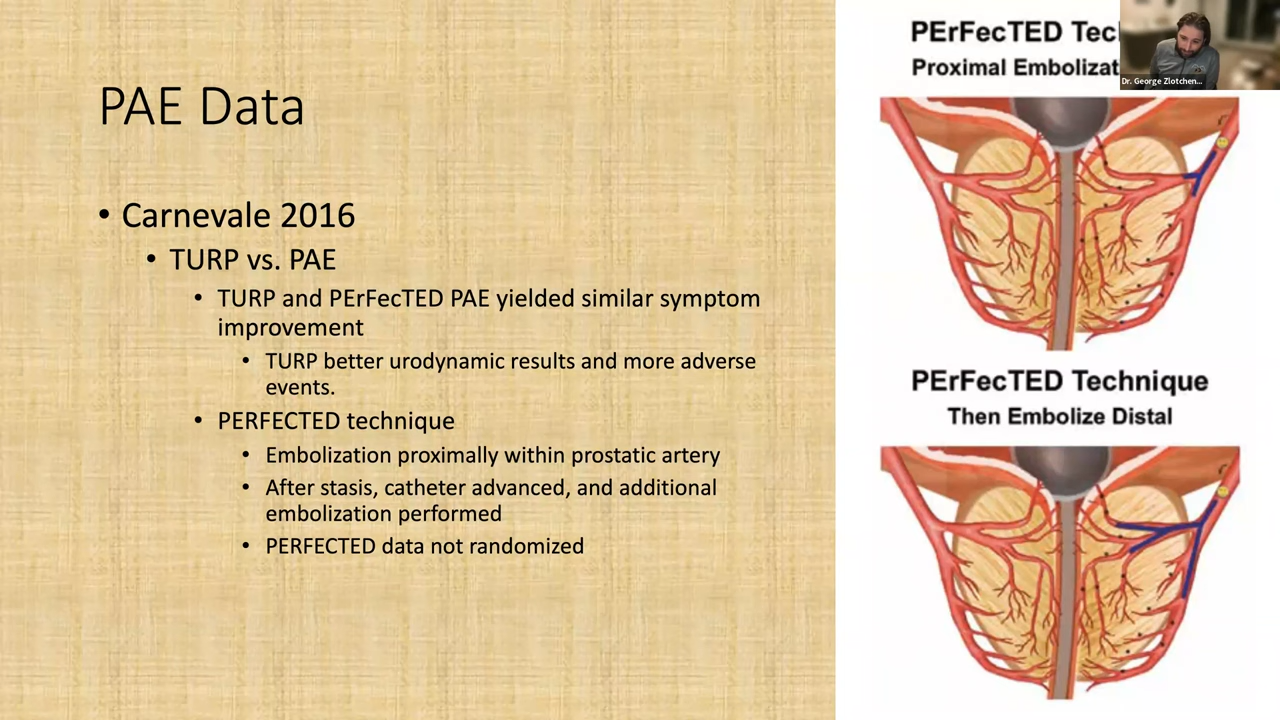 PAE Data
• Carnevale 2016
• TURP vs. PAE
• TURP and PErFecTED PAE yielded similar symptom
improvement
• TURP better urodynamic results and more adverse
events.
• PERFECTED technique
• Embolization proximally within prostatic artery
• After stasis, catheter advanced, and additional
embolization performed
• PERFECTED data not randomized
PErFecTED Tec
Proximal Embolizat
Dr. George Zlotchen...
PErFecTED Technique
Then Embolize Distal